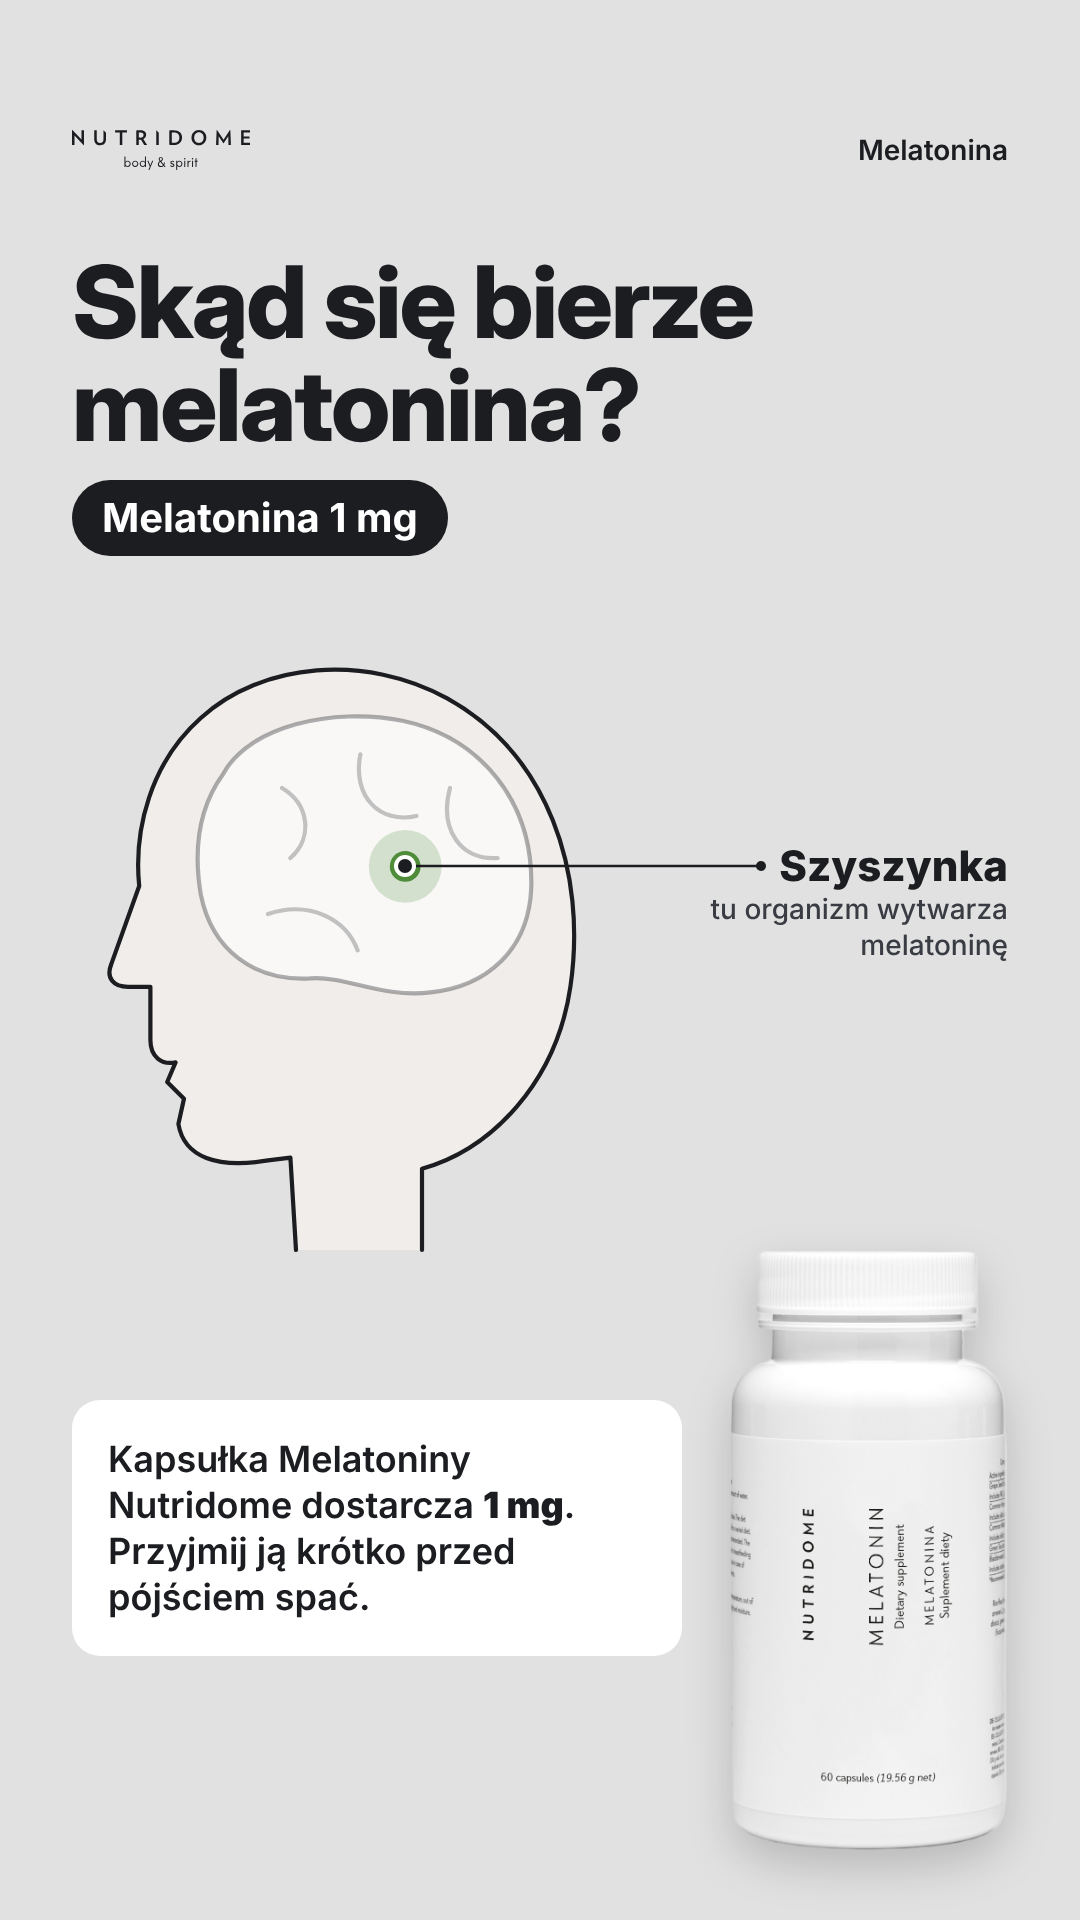 NUTRIDOME
body & spirit
Melatonina
Skąd się bierze
melatonina?
Melatonina 1 mg
Szyszynka
tu organizm wytwarza
melatoninę
Kapsułka Melatoniny
Nutridome dostarcza 1 mg.
Przyjmij ją krótko przed
pójściem spać.
NUTRIDOME
MELATONIN
Dietary supplement
MELATONINA
Suplement diety
60 capsules (19.56 g net)